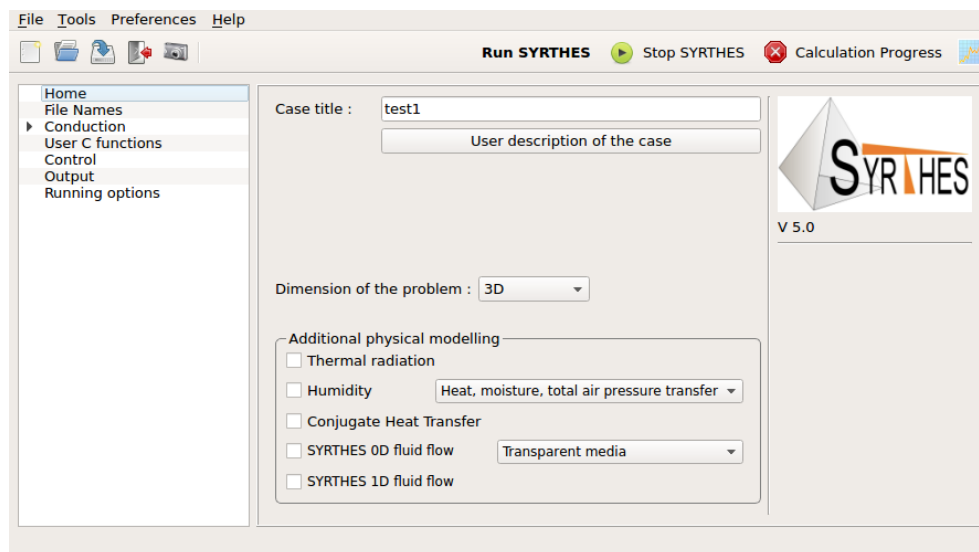 File Tools Preferences Help
Run SYRTHES Stop SYRTHES Calculation Progress
Home
File Names
Conduction
User C functions
Control
Output
Running options
Case title : test1
User description of the case
SYRTHES
V 5.0
Dimension of the problem : 3D
Additional physical modelling
Thermal radiation
Humidity Heat, moisture, total air pressure transfer
Conjugate Heat Transfer
SYRTHES 0D fluid flow Transparent media
SYRTHES 1D fluid flow